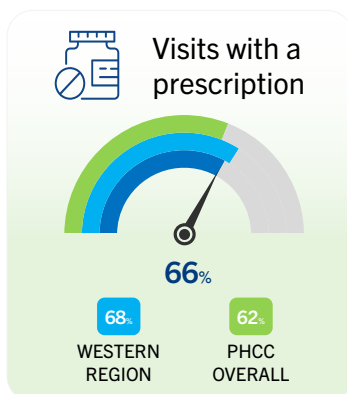 Visits with a
prescription
66%
68%
62%
WESTERN
REGION
PHCC
OVERALL